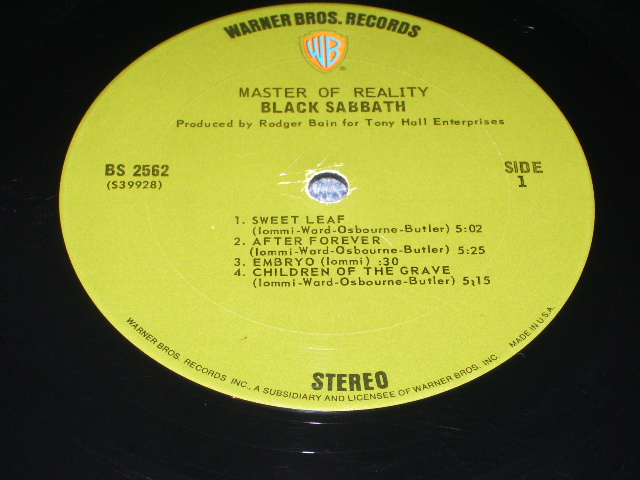 WARNER BROS. RECORDS
WB
MASTER OF REALITY
BLACK SABBATH
Produced by Rodger Bain for Tony Hall Enterprises
BS 2562
(S39928)
SIDE
1
1. SWEET LEAF
(Iommi-Ward-Osbourne-Butler) 5:02
2. AFTER FOREVER
(Iommi-Ward-Osbourne-Butler) 5:25
3. EMBRYO (Iommi) :30
4. CHILDREN OF THE GRAVE
(Iommi-Ward-Osbourne-Butler) 5:15
STEREO
WARNER BROS. RECORDS INC., A SUBSIDIARY AND LICENSEE OF WARNER BROS. INC.
MADE IN U.S.A.